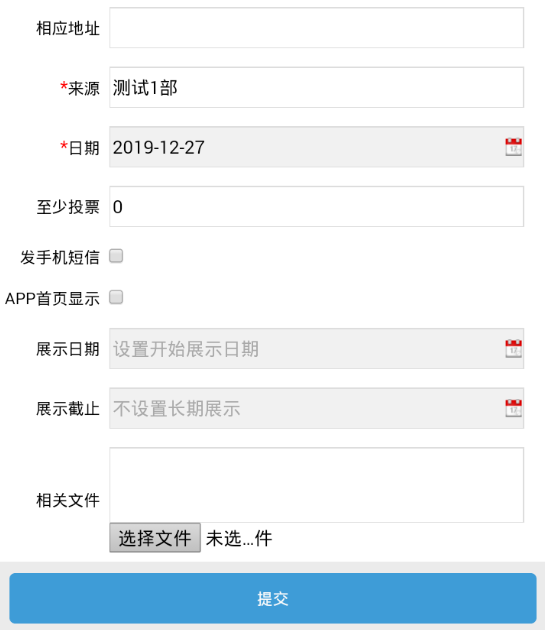 相应地址
*来源 测试1部
*日期 2019-12-27
至少投票 0
发手机短信
APP首页显示
展示日期 设置开始展示日期
展示截止 不设置长期展示
相关文件
选择文件 未选...件
提交